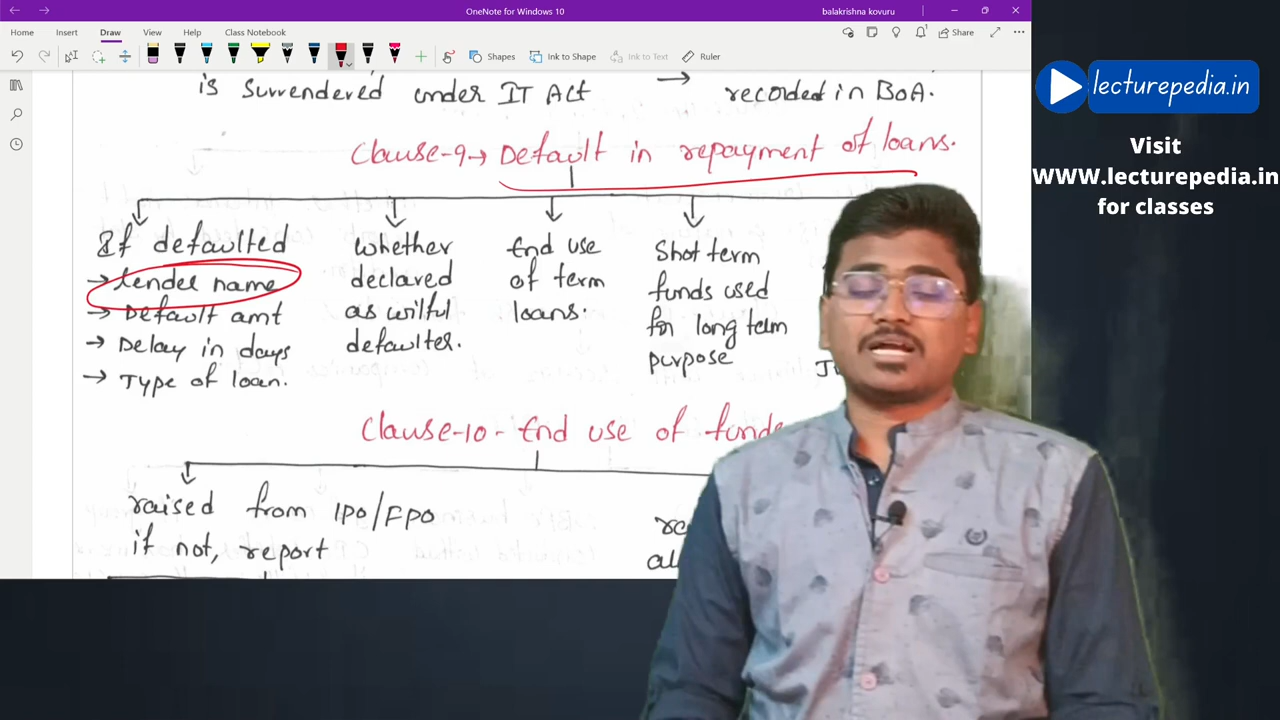 OneNote for Windows 10
balakrishna kovuru
Home Insert Draw View Help Class Notebook
Share
Shapes Ink to Shape Ink to Text Ruler
is surrendered under IT Act
recorded in BoA.
Clause-9→ Default in repayment of loans.
If defaulted
→ Lender name
→ Default amt
→ Delay in days
→ Type of loan.
whether
declared
as wilful
defaulter.
End use
of term
loans.
Shot term
funds used
for long term
purpose
Clause-10 - End use of funds
raised from IPO/FPO
if not, report
lecturepedia.in
Visit
WWW.lecturepedia.in
for classes